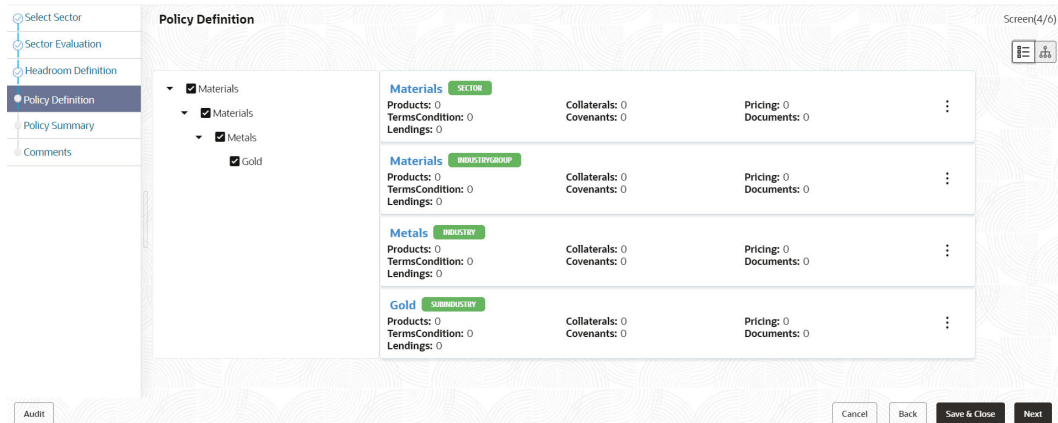 Select Sector
Sector Evaluation
Headroom Definition
Policy Definition
Policy Summary
Comments
Policy Definition
Screen(4/6)
Materials
Materials
Metals
Gold
Materials SECTOR
Products: 0 Collaterals: 0 Pricing: 0
TermsCondition: 0 Covenants: 0 Documents: 0
Lendings: 0
Materials INDUSTRYGROUP
Products: 0 Collaterals: 0 Pricing: 0
TermsCondition: 0 Covenants: 0 Documents: 0
Lendings: 0
Metals INDUSTRY
Products: 0 Collaterals: 0 Pricing: 0
TermsCondition: 0 Covenants: 0 Documents: 0
Lendings: 0
Gold SUBINDUSTRY
Products: 0 Collaterals: 0 Pricing: 0
TermsCondition: 0 Covenants: 0 Documents: 0
Lendings: 0
Audit Cancel Back Save & Close Next